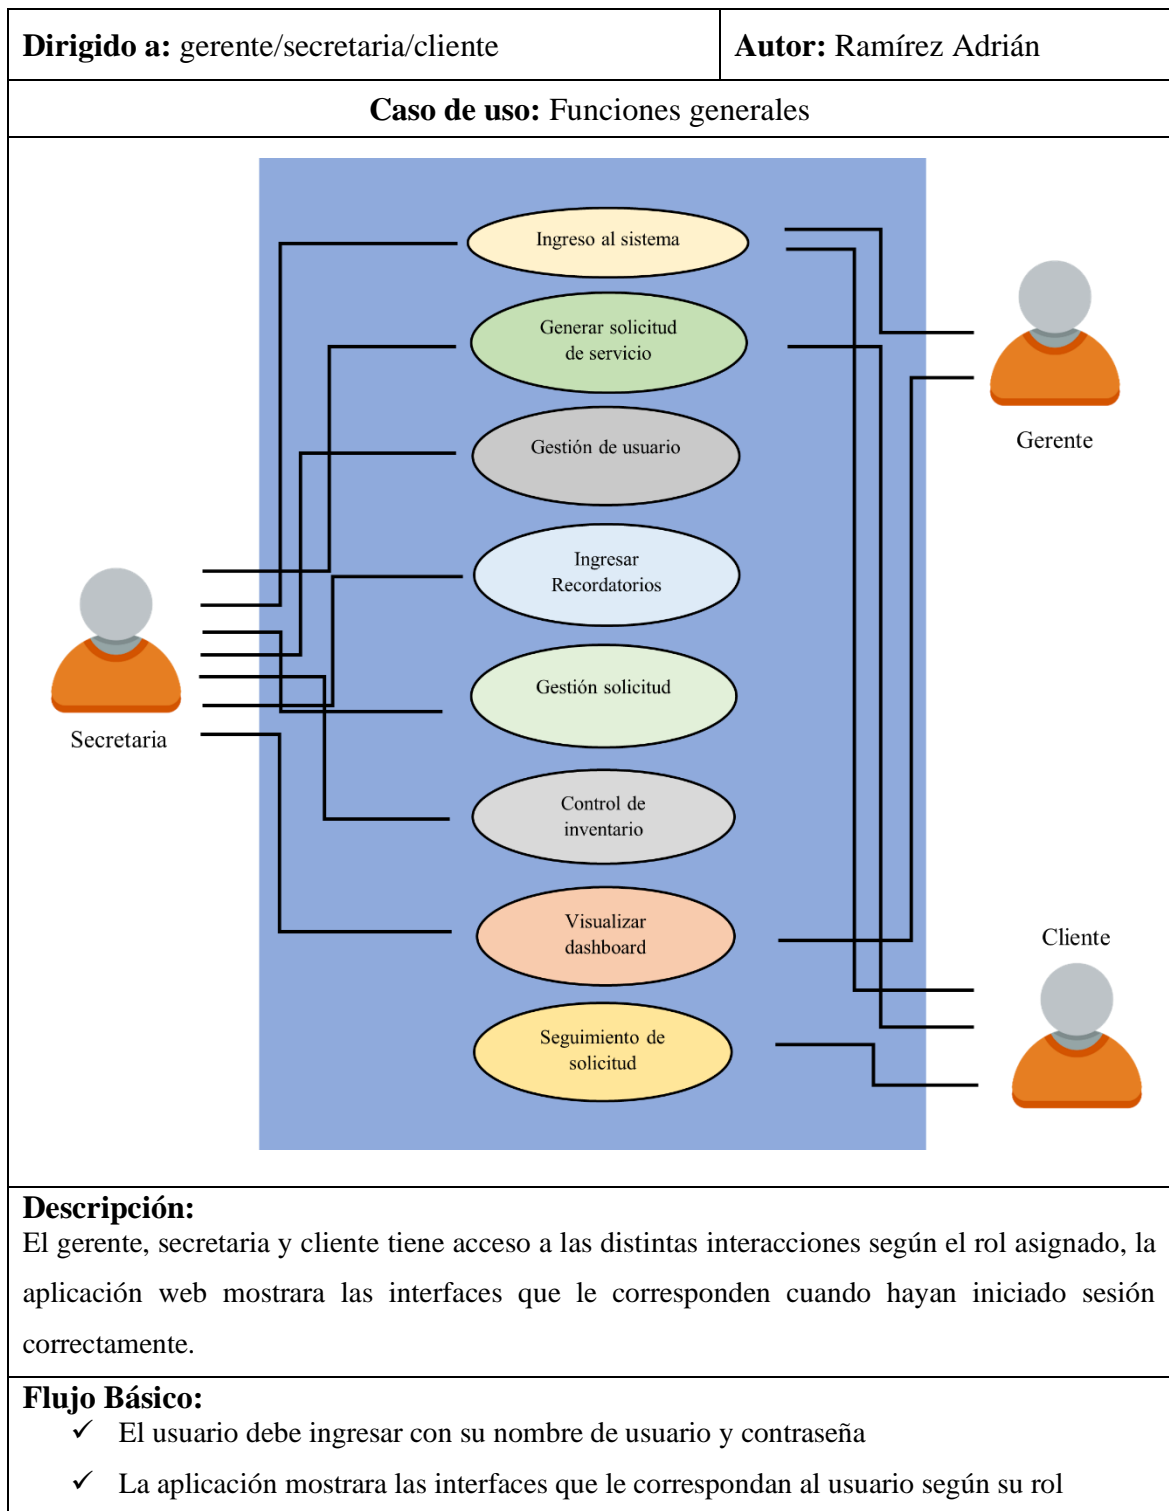 Dirigido a: gerente/secretaria/cliente
Autor: Ramírez Adrián
Caso de uso: Funciones generales
Ingreso al sistema
Generar solicitud
de servicio
Gerente
Gestión de usuario
Ingresar
Recordatorios
Gestión solicitud
Secretaria
Control de
inventario
Visualizar
dashboard
Cliente
Seguimiento de
solicitud
Descripción:
El gerente, secretaria y cliente tiene acceso a las distintas interacciones según el rol asignado, la
aplicación web mostrara las interfaces que le corresponden cuando hayan iniciado sesión
correctamente.
Flujo Básico:
✓ El usuario debe ingresar con su nombre de usuario y contraseña
✓ La aplicación mostrara las interfaces que le correspondan al usuario según su rol